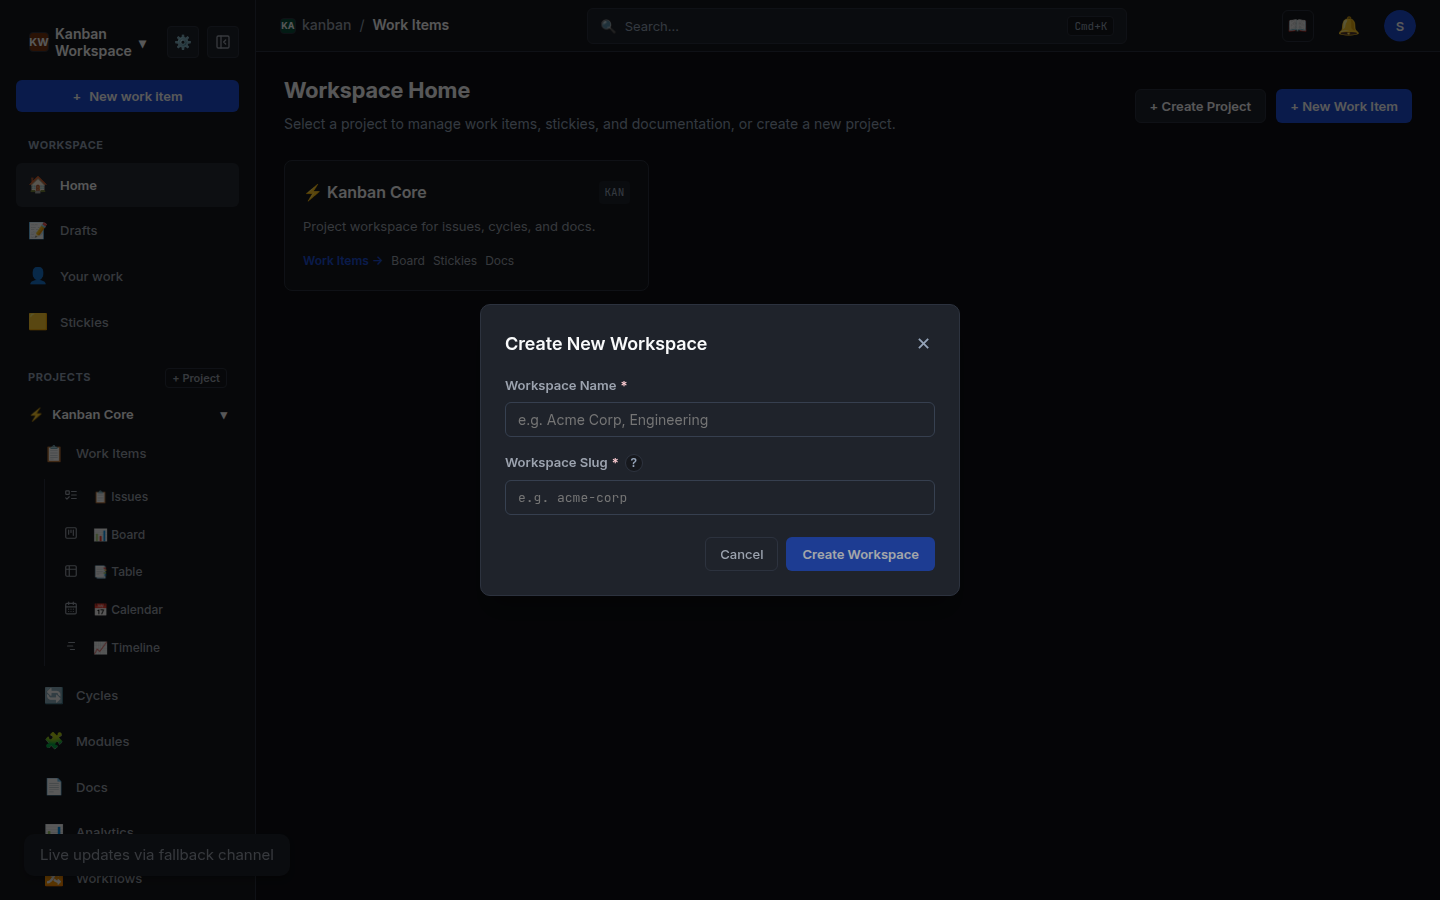 KW
Kanban
Workspace ▼
+ New work item
WORKSPACE
Home
Drafts
Your work
Stickies
PROJECTS
+ Project
Kanban Core ▼
Work Items
Issues
Board
Table
Calendar
Timeline
Cycles
Modules
Docs
Analytics
Workflows
Live updates via fallback channel
KA kanban / Work Items
Search...
Cmd+K
S
Workspace Home
Select a project to manage work items, stickies, and documentation, or create a new project.
+ Create Project
+ New Work Item
Kanban Core
KAN
Project workspace for issues, cycles, and docs.
Work Items → Board Stickies Docs
Create New Workspace
✕
Workspace Name *
e.g. Acme Corp, Engineering
Workspace Slug * ?
e.g. acme-corp
Cancel
Create Workspace